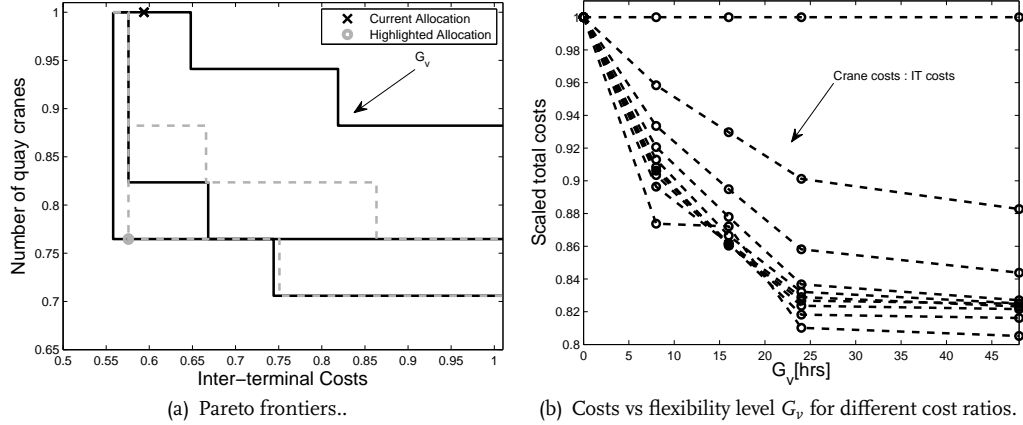 Current Allocation
Highlighted Allocation
Gv
1
0.95
0.9
0.85
0.8
0.75
0.7
0.65
Number of quay cranes
0.5 0.55 0.6 0.65 0.7 0.75 0.8 0.85 0.9 0.95 1
Inter−terminal Costs
(a) Pareto frontiers..
Crane costs : IT costs
1
0.98
0.96
0.94
0.92
0.9
0.88
0.86
0.84
0.82
0.8
Scaled total costs
0 5 10 15 20 25 30 35 40 45
Gv[hrs]
(b) Costs vs flexibility level Gv for different cost ratios.